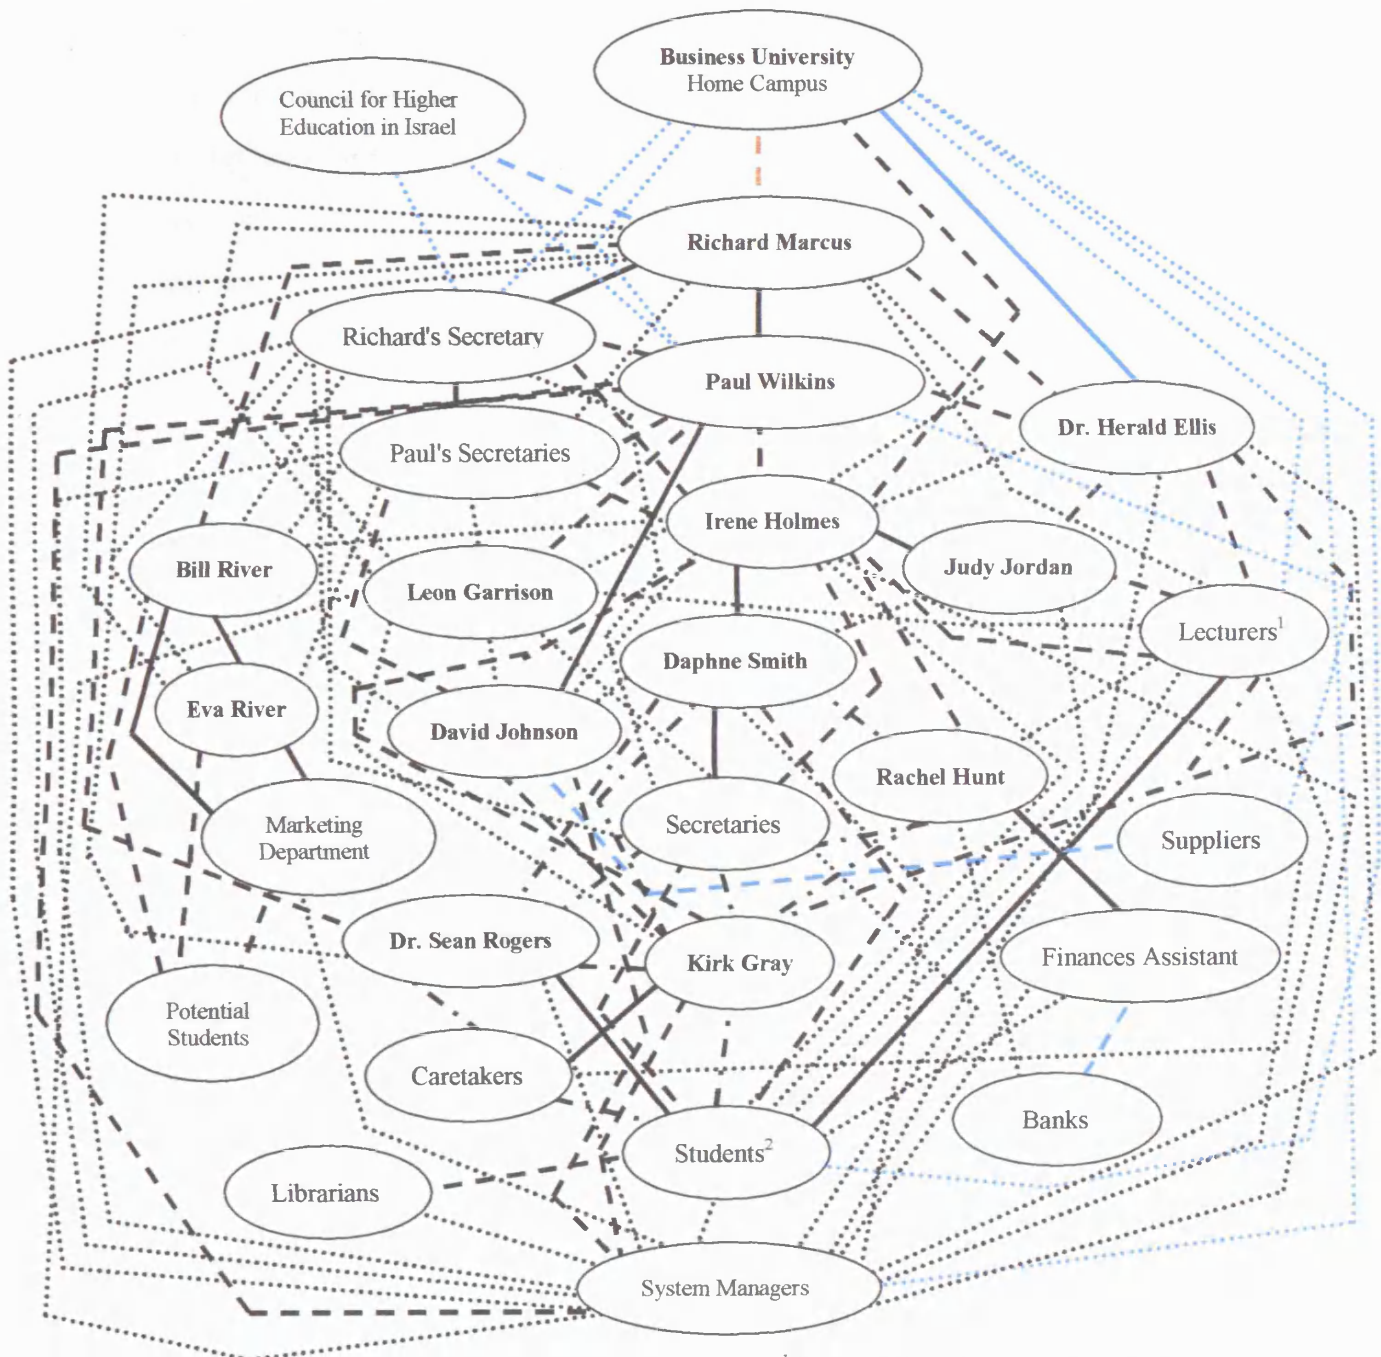 Business University
Home Campus
Council for Higher
Education in Israel
Richard Marcus
Richard's Secretary
Paul Wilkins
Dr. Herald Ellis
Paul's Secretaries
Irene Holmes
Bill River
Leon Garrison
Judy Jordan
Lecturers¹
Daphne Smith
Eva River
David Johnson
Rachel Hunt
Marketing
Department
Secretaries
Suppliers
Dr. Sean Rogers
Kirk Gray
Finances Assistant
Potential
Students
Caretakers
Banks
Students²
Librarians
System Managers